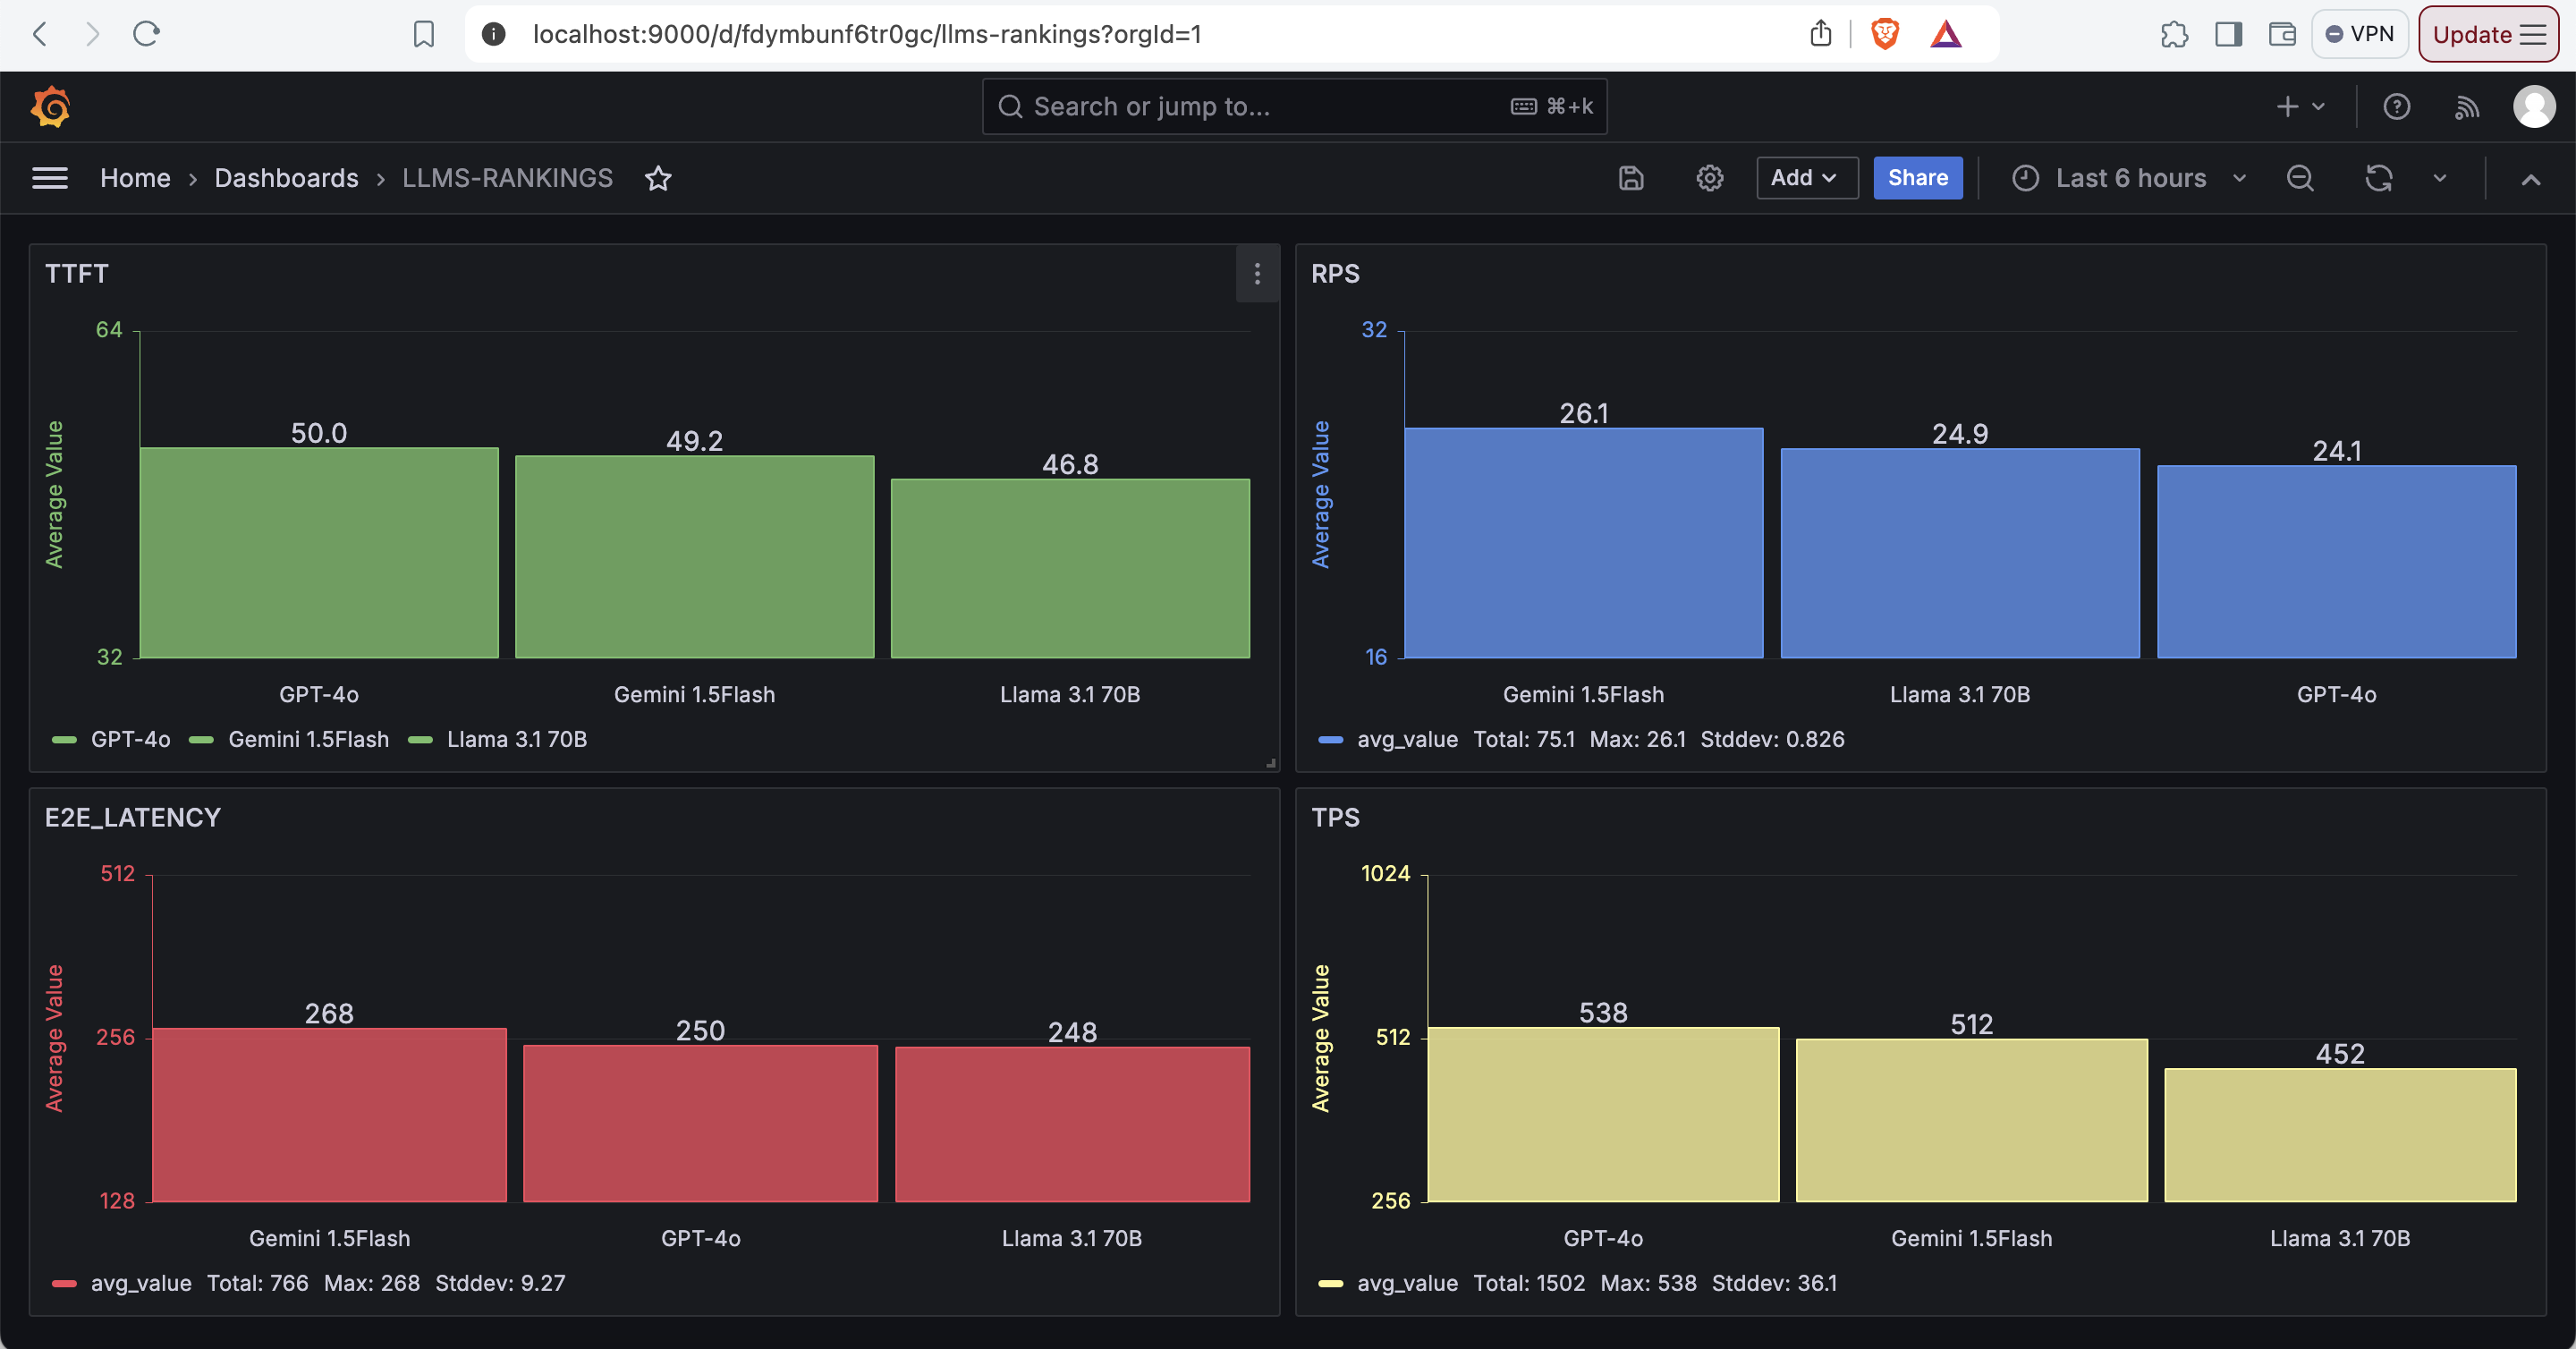 localhost:9000/d/fdymbunf6tr0gc/llms-rankings?orgId=1
VPN
Update
Search or jump to...
⌘+k
Home › Dashboards › LLMS-RANKINGS
Add
Share
Last 6 hours
TTFT
64
32
Average Value
50.0
49.2
46.8
GPT-4o
Gemini 1.5Flash
Llama 3.1 70B
GPT-4o Gemini 1.5Flash Llama 3.1 70B
RPS
32
16
Average Value
26.1
24.9
24.1
Gemini 1.5Flash
Llama 3.1 70B
GPT-4o
avg_value Total: 75.1 Max: 26.1 Stddev: 0.826
E2E_LATENCY
512
256
128
Average Value
268
250
248
Gemini 1.5Flash
GPT-4o
Llama 3.1 70B
avg_value Total: 766 Max: 268 Stddev: 9.27
TPS
1024
512
256
Average Value
538
512
452
GPT-4o
Gemini 1.5Flash
Llama 3.1 70B
avg_value Total: 1502 Max: 538 Stddev: 36.1